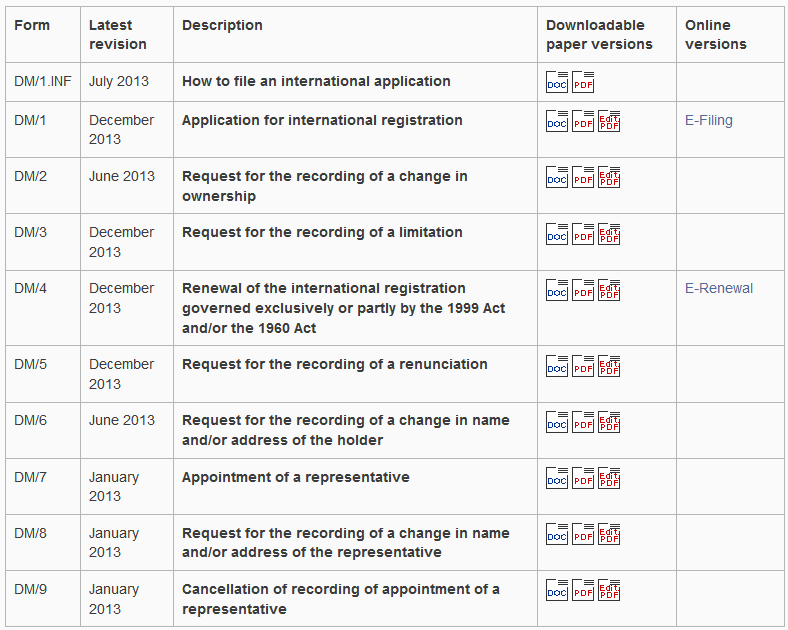 Form Latest revision Description Downloadable paper versions Online versions
DM/1.INF July 2013 How to file an international application DOC PDF
DM/1 December 2013 Application for international registration DOC PDF Edit PDF E-Filing
DM/2 June 2013 Request for the recording of a change in ownership DOC PDF Edit PDF
DM/3 December 2013 Request for the recording of a limitation DOC PDF Edit PDF
DM/4 December 2013 Renewal of the international registration governed exclusively or partly by the 1999 Act and/or the 1960 Act DOC PDF Edit PDF E-Renewal
DM/5 December 2013 Request for the recording of a renunciation DOC PDF Edit PDF
DM/6 June 2013 Request for the recording of a change in name and/or address of the holder DOC PDF Edit PDF
DM/7 January 2013 Appointment of a representative DOC PDF Edit PDF
DM/8 January 2013 Request for the recording of a change in name and/or address of the representative DOC PDF Edit PDF
DM/9 January 2013 Cancellation of recording of appointment of a representative DOC PDF Edit PDF